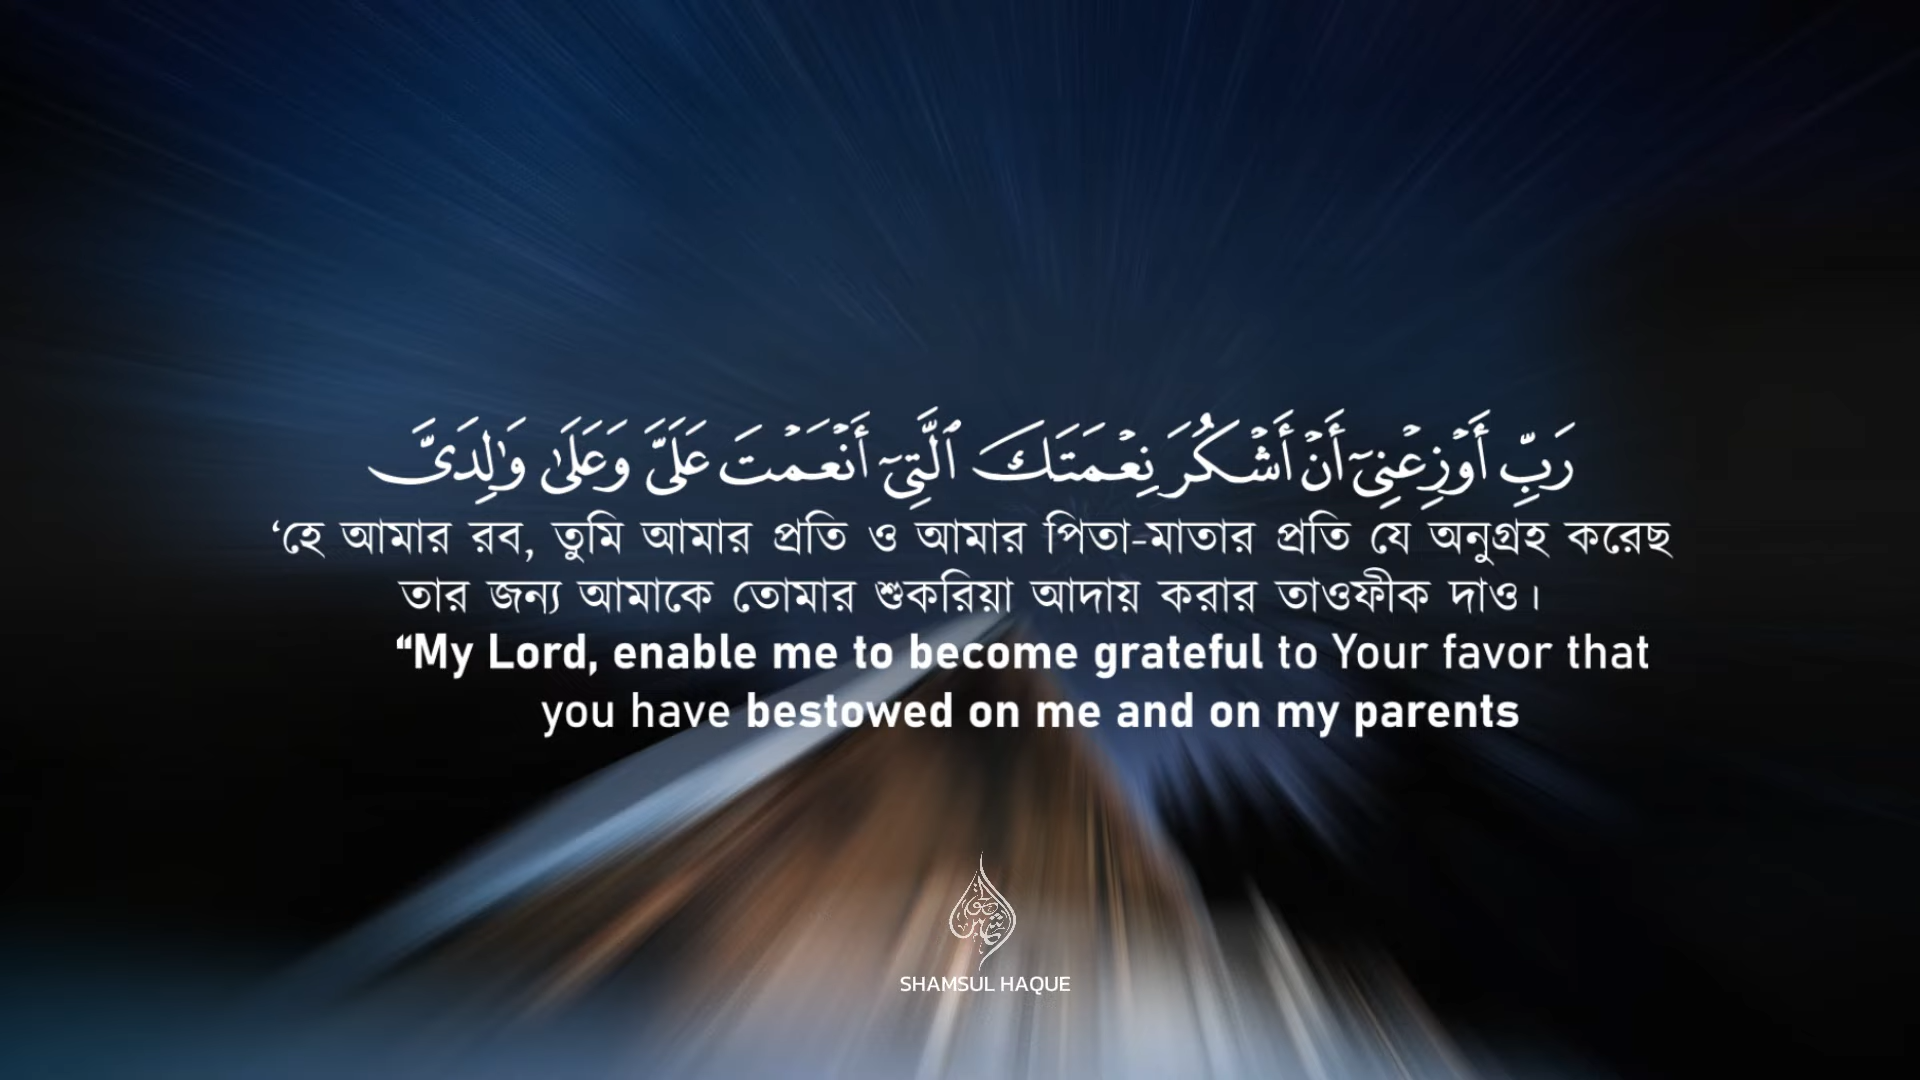 رَبِّ أَوْزِعْنِىٓ أَنْ أَشْكُرَ نِعْمَتَكَ ٱلَّتِىٓ أَنْعَمْتَ عَلَىَّ وَعَلَىٰ وَٰلِدَىَّ
‘হে আমার রব, তুমি আমার প্রতি ও আমার পিতা-মাতার প্রতি যে অনুগ্রহ করেছ
তার জন্য আমাকে তোমার শুকরিয়া আদায় করার তাওফীক দাও।
“My Lord, enable me to become grateful to Your favor that
you have bestowed on me and on my parents
SHAMSUL HAQUE